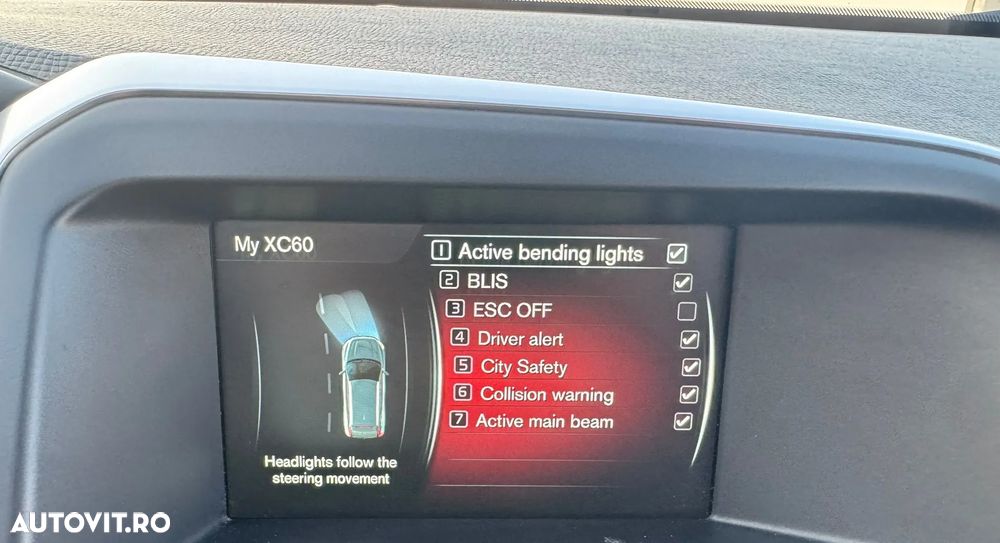 My XC60
1 Active bending lights
2 BLIS
3 ESC OFF
4 Driver alert
5 City Safety
6 Collision warning
7 Active main beam
Headlights follow the
steering movement
AUTOVIT.RO